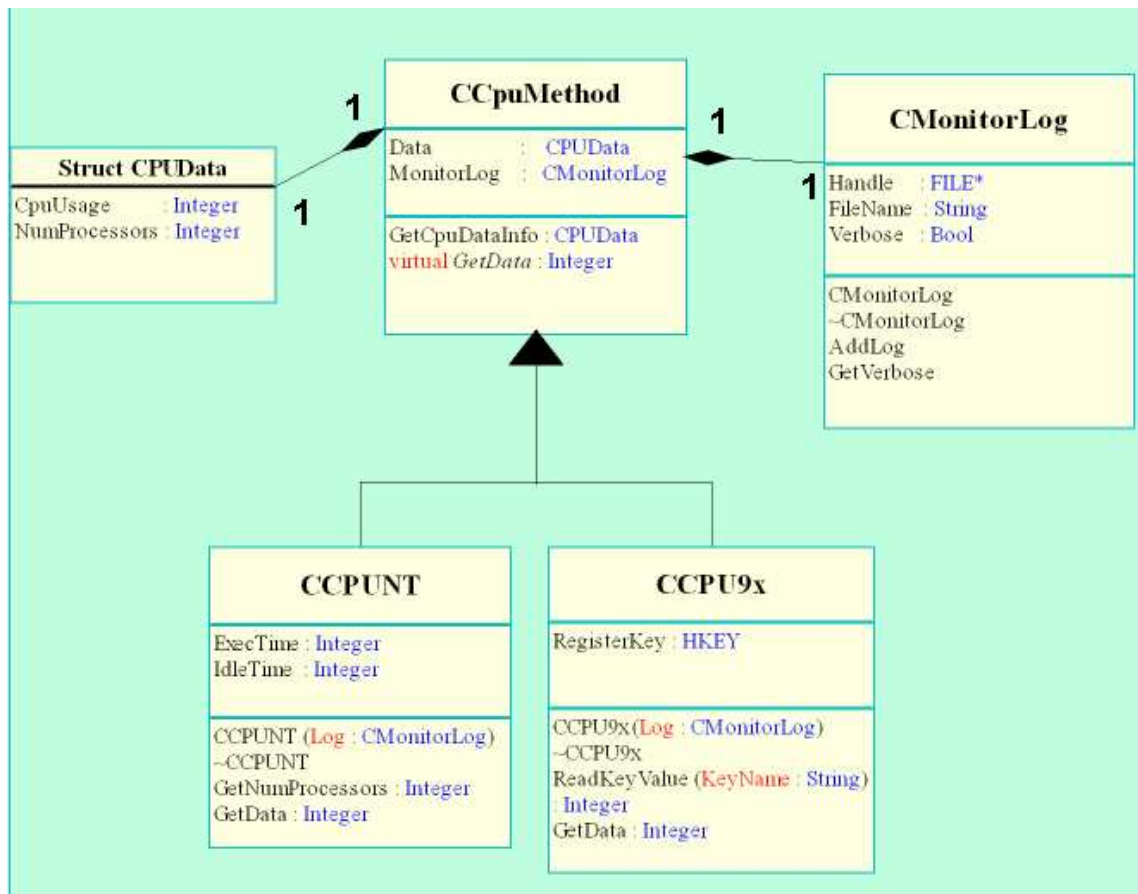 Struct CPUData
CpuUsage : Integer
NumProcessors : Integer
1
1
CCpuMethod
Data : CPUData
MonitorLog : CMonitorLog
GetCpuDataInfo : CPUData
virtual GetData : Integer
1
1
CMonitorLog
Handle : FILE*
FileName : String
Verbose : Bool
CMonitorLog
~CMonitorLog
AddLog
GetVerbose
CCPUNT
ExecTime : Integer
IdleTime : Integer
CCPUNT (Log : CMonitorLog)
~CCPUNT
GetNumProcessors : Integer
GetData : Integer
CCPU9x
RegisterKey : HKEY
CCPU9x(Log : CMonitorLog)
~CCPU9x
ReadKeyValue (KeyName : String)
: Integer
GetData : Integer